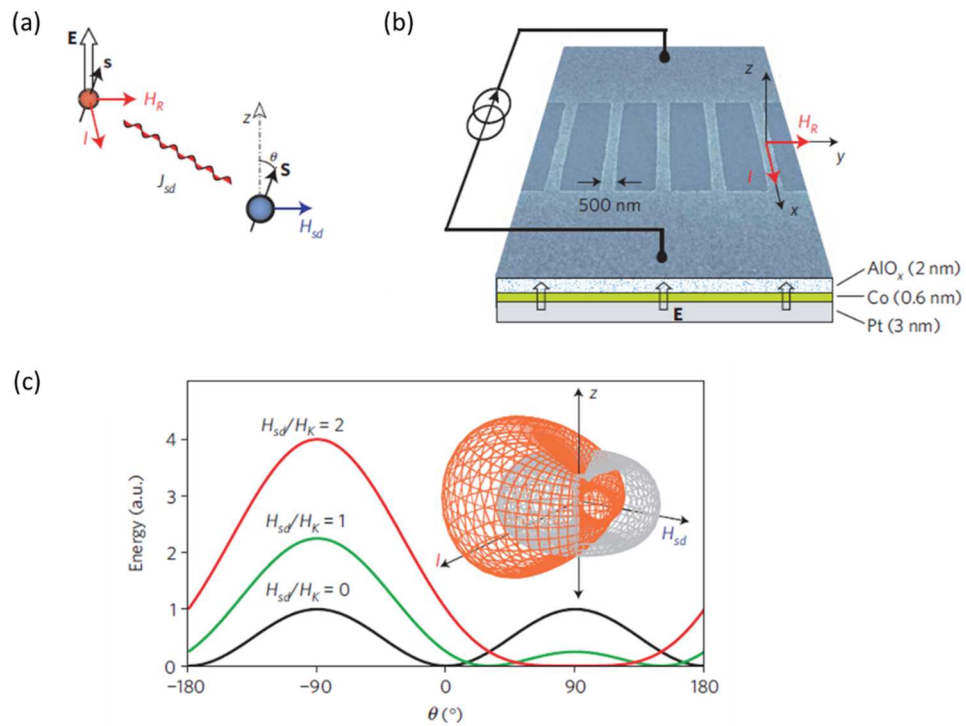 (a)
E
s
H_R
I
J_sd
z
θ
S
H_sd
(b)
z
H_R
y
I
x
500 nm
AlOₓ (2 nm)
Co (0.6 nm)
Pt (3 nm)
E
(c)
Energy (a.u.)
4
3
2
1
0
H_sd/H_K = 2
H_sd/H_K = 1
H_sd/H_K = 0
z
I
H_sd
−180
−90
0
90
180
θ (°)